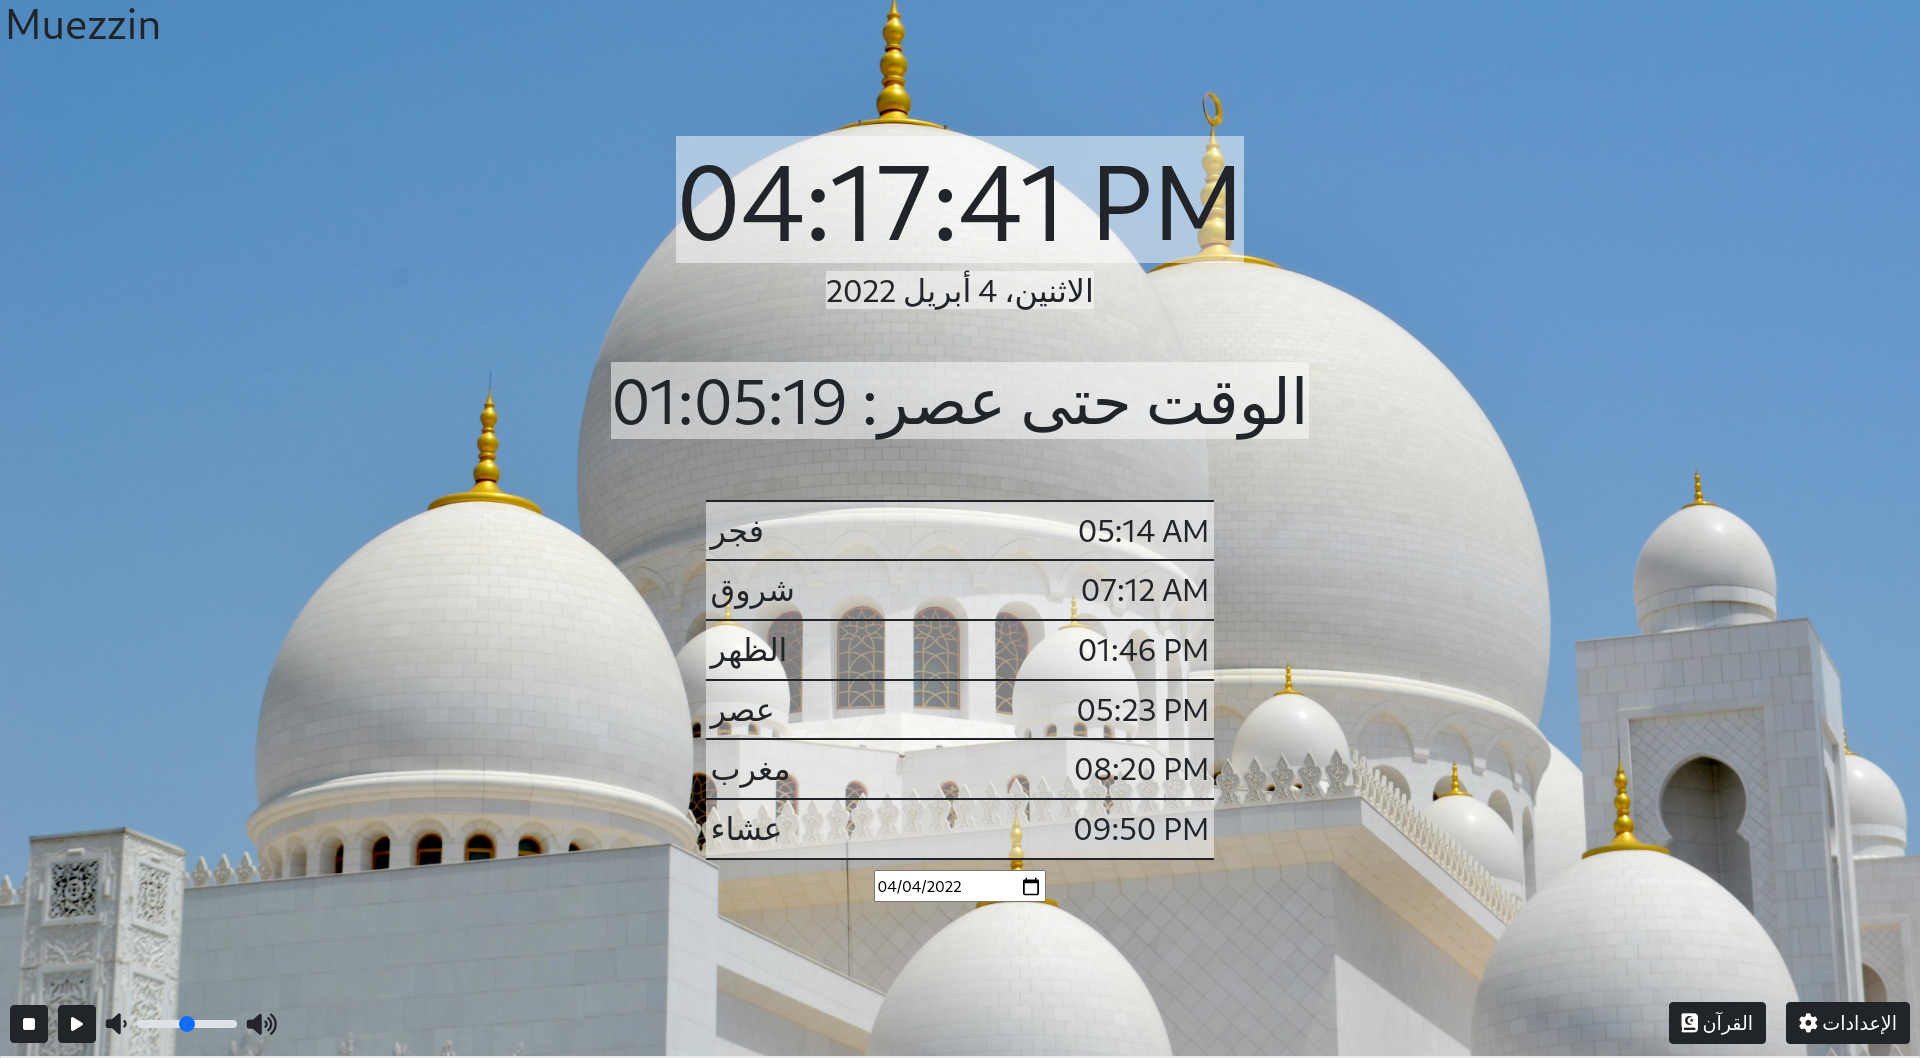 Muezzin
04:17:41 PM
الاثنين، 4 أبريل 2022
الوقت حتى عصر: 01:05:19
فجر 05:14 AM
شروق 07:12 AM
الظهر 01:46 PM
عصر 05:23 PM
مغرب 08:20 PM
عشاء 09:50 PM
04/04/2022
القرآن
الإعدادات